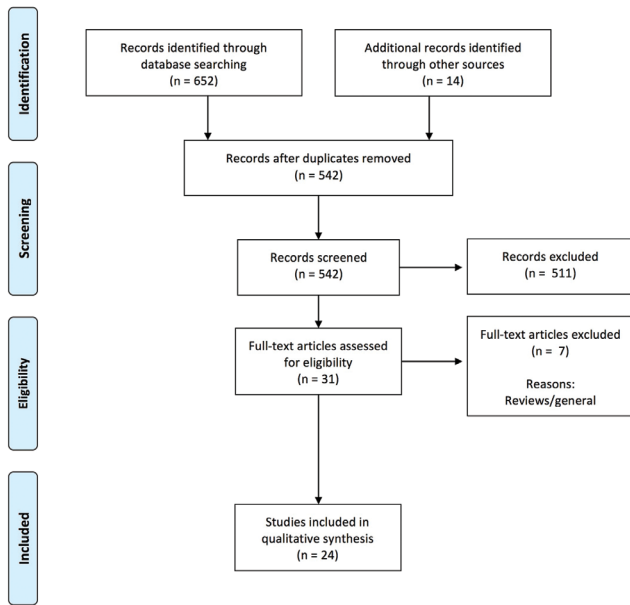 Identification
Records identified through
database searching
(n = 652)
Additional records identified
through other sources
(n = 14)
Records after duplicates removed
(n = 542)
Screening
Records screened
(n = 542)
Records excluded
(n = 511)
Eligibility
Full-text articles assessed
for eligibility
(n = 31)
Full-text articles excluded
(n = 7)
Reasons:
Reviews/general
Included
Studies included in
qualitative synthesis
(n = 24)